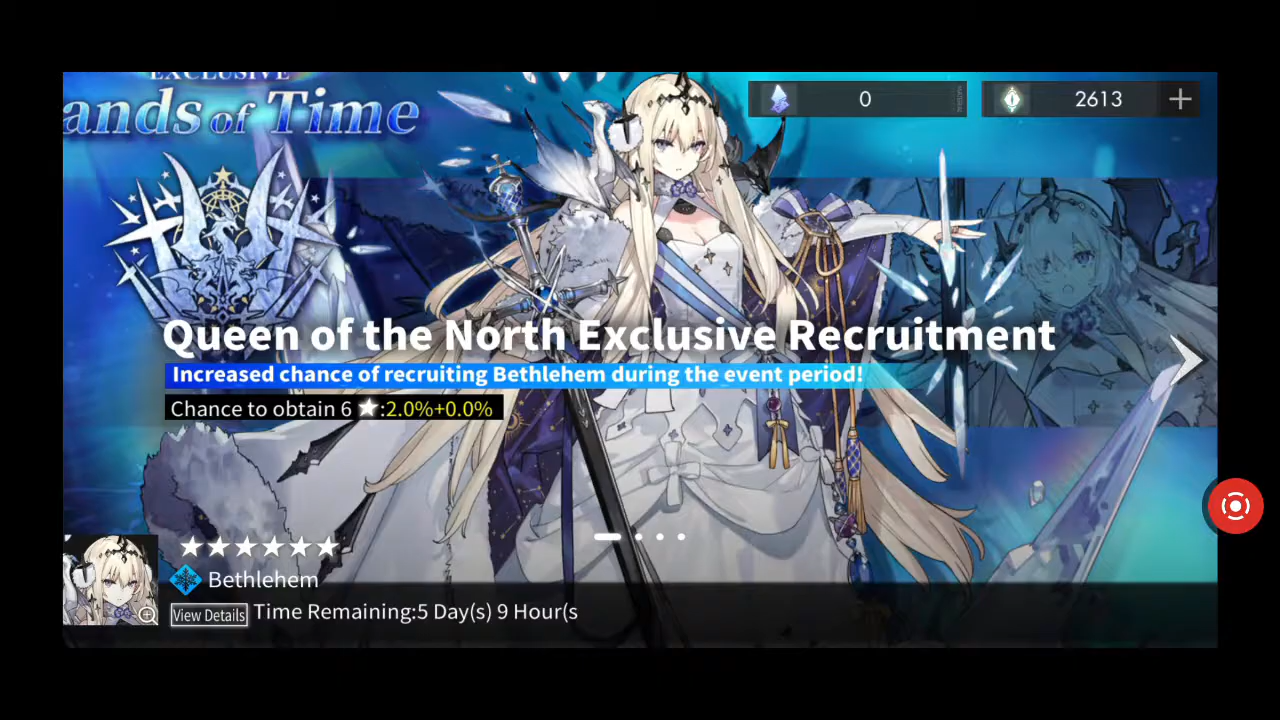 EXCLUSIVE
ands of Time
0
2613
Queen of the North Exclusive Recruitment
Increased chance of recruiting Bethlehem during the event period!
Chance to obtain 6 ★:2.0%+0.0%
★★★★★★
Bethlehem
View Details
Time Remaining:5 Day(s) 9 Hour(s